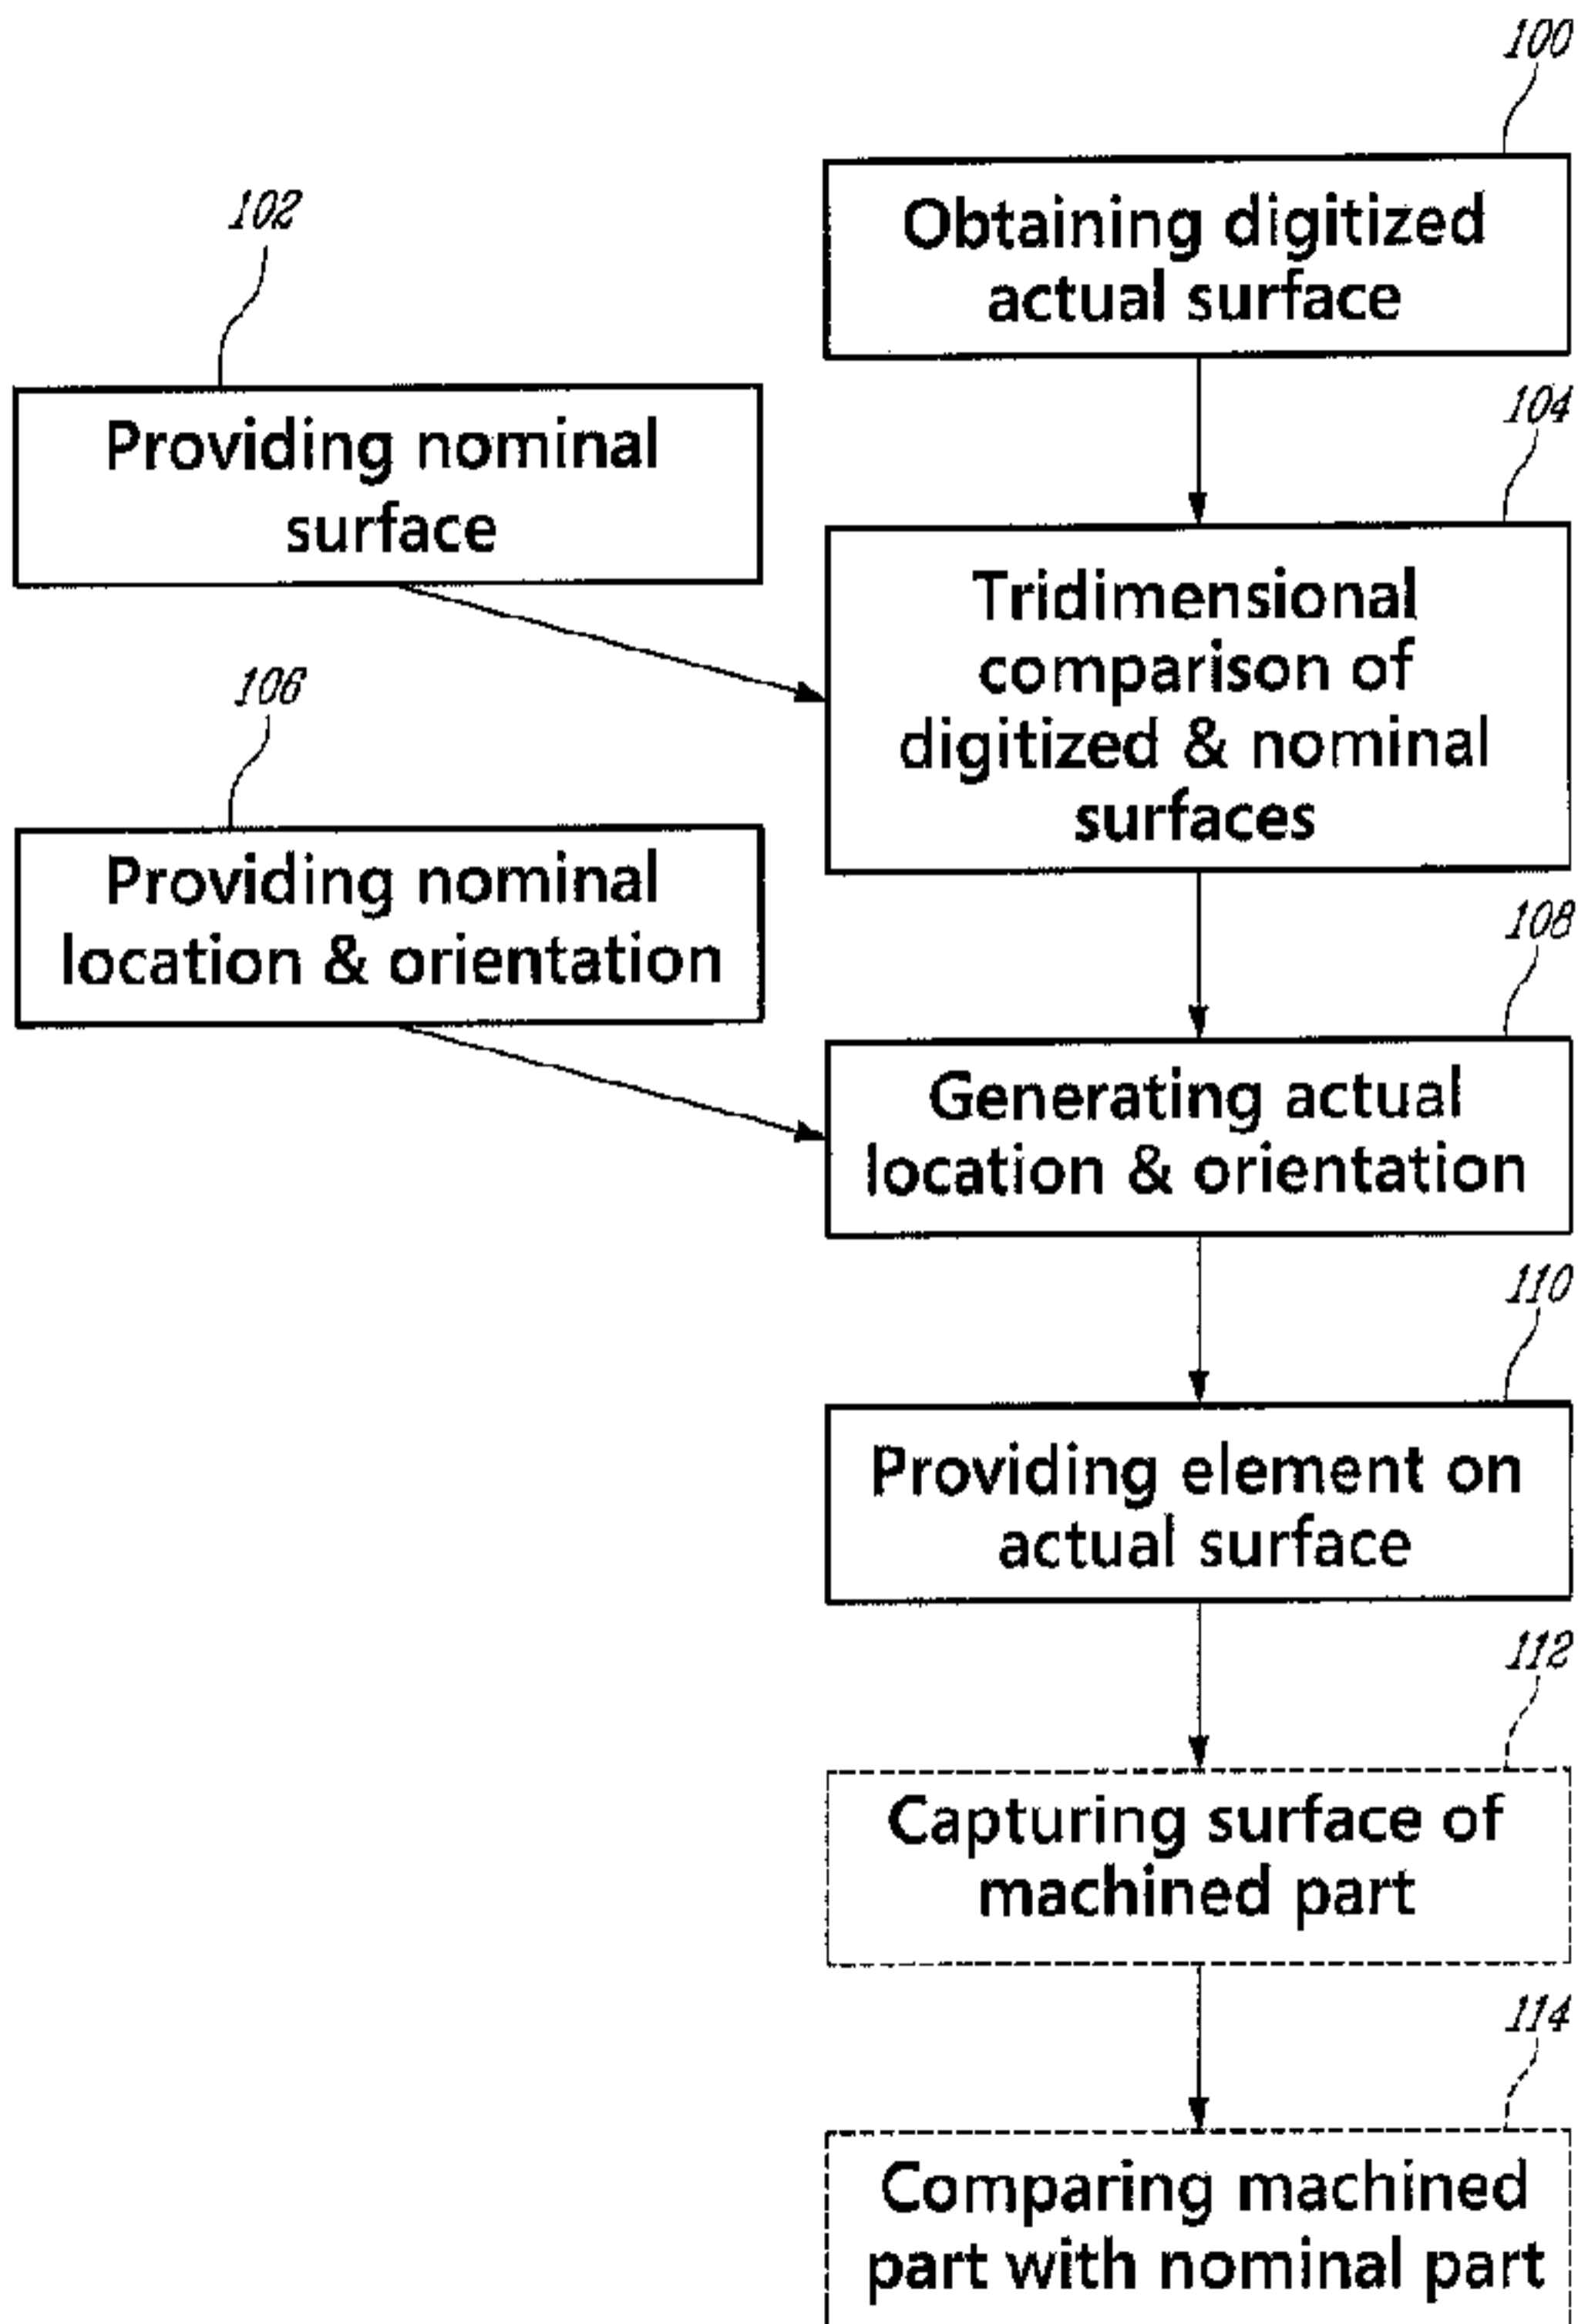 100
Obtaining digitized
actual surface
102
Providing nominal
surface
104
Tridimensional
comparison of
digitized & nominal
surfaces
106
Providing nominal
location & orientation
108
Generating actual
location & orientation
110
Providing element on
actual surface
112
Capturing surface of
machined part
114
Comparing machined
part with nominal part